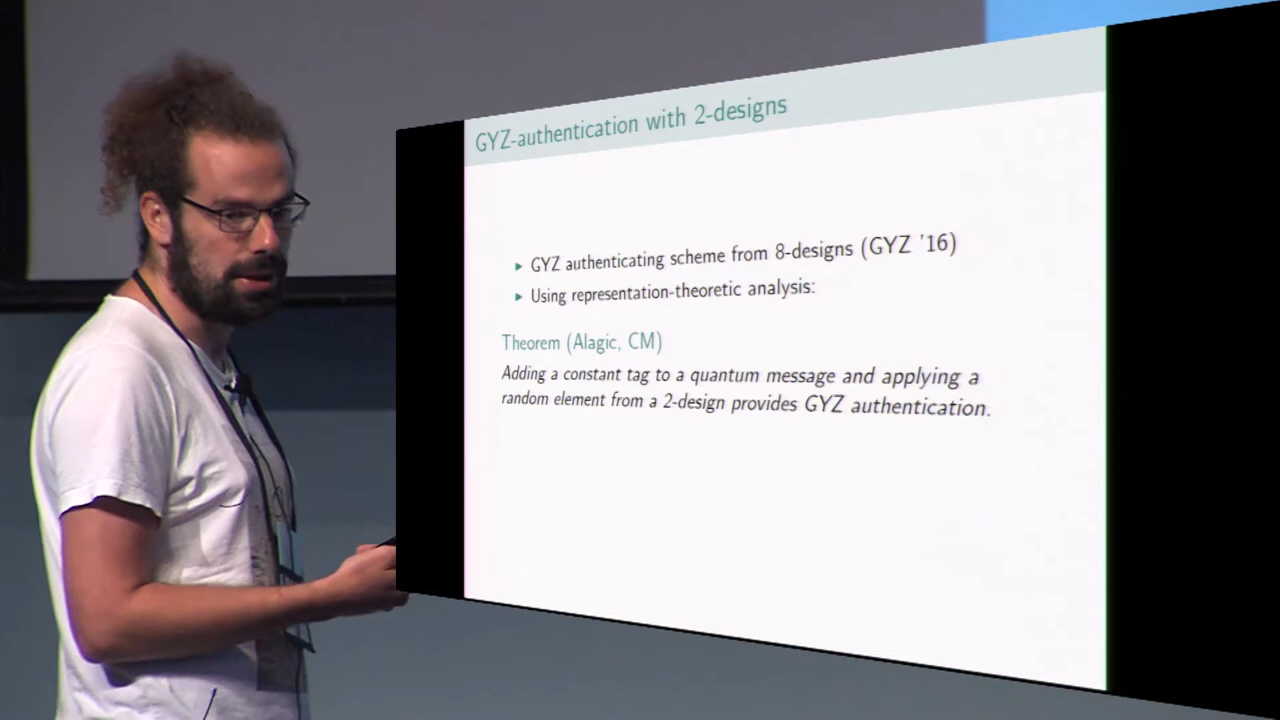 GYZ-authentication with 2-designs
GYZ authenticating scheme from 8-designs (GYZ '16)
Using representation-theoretic analysis:
Theorem (Alagic, CM)
Adding a constant tag to a quantum message and applying a
random element from a 2-design provides GYZ authentication.